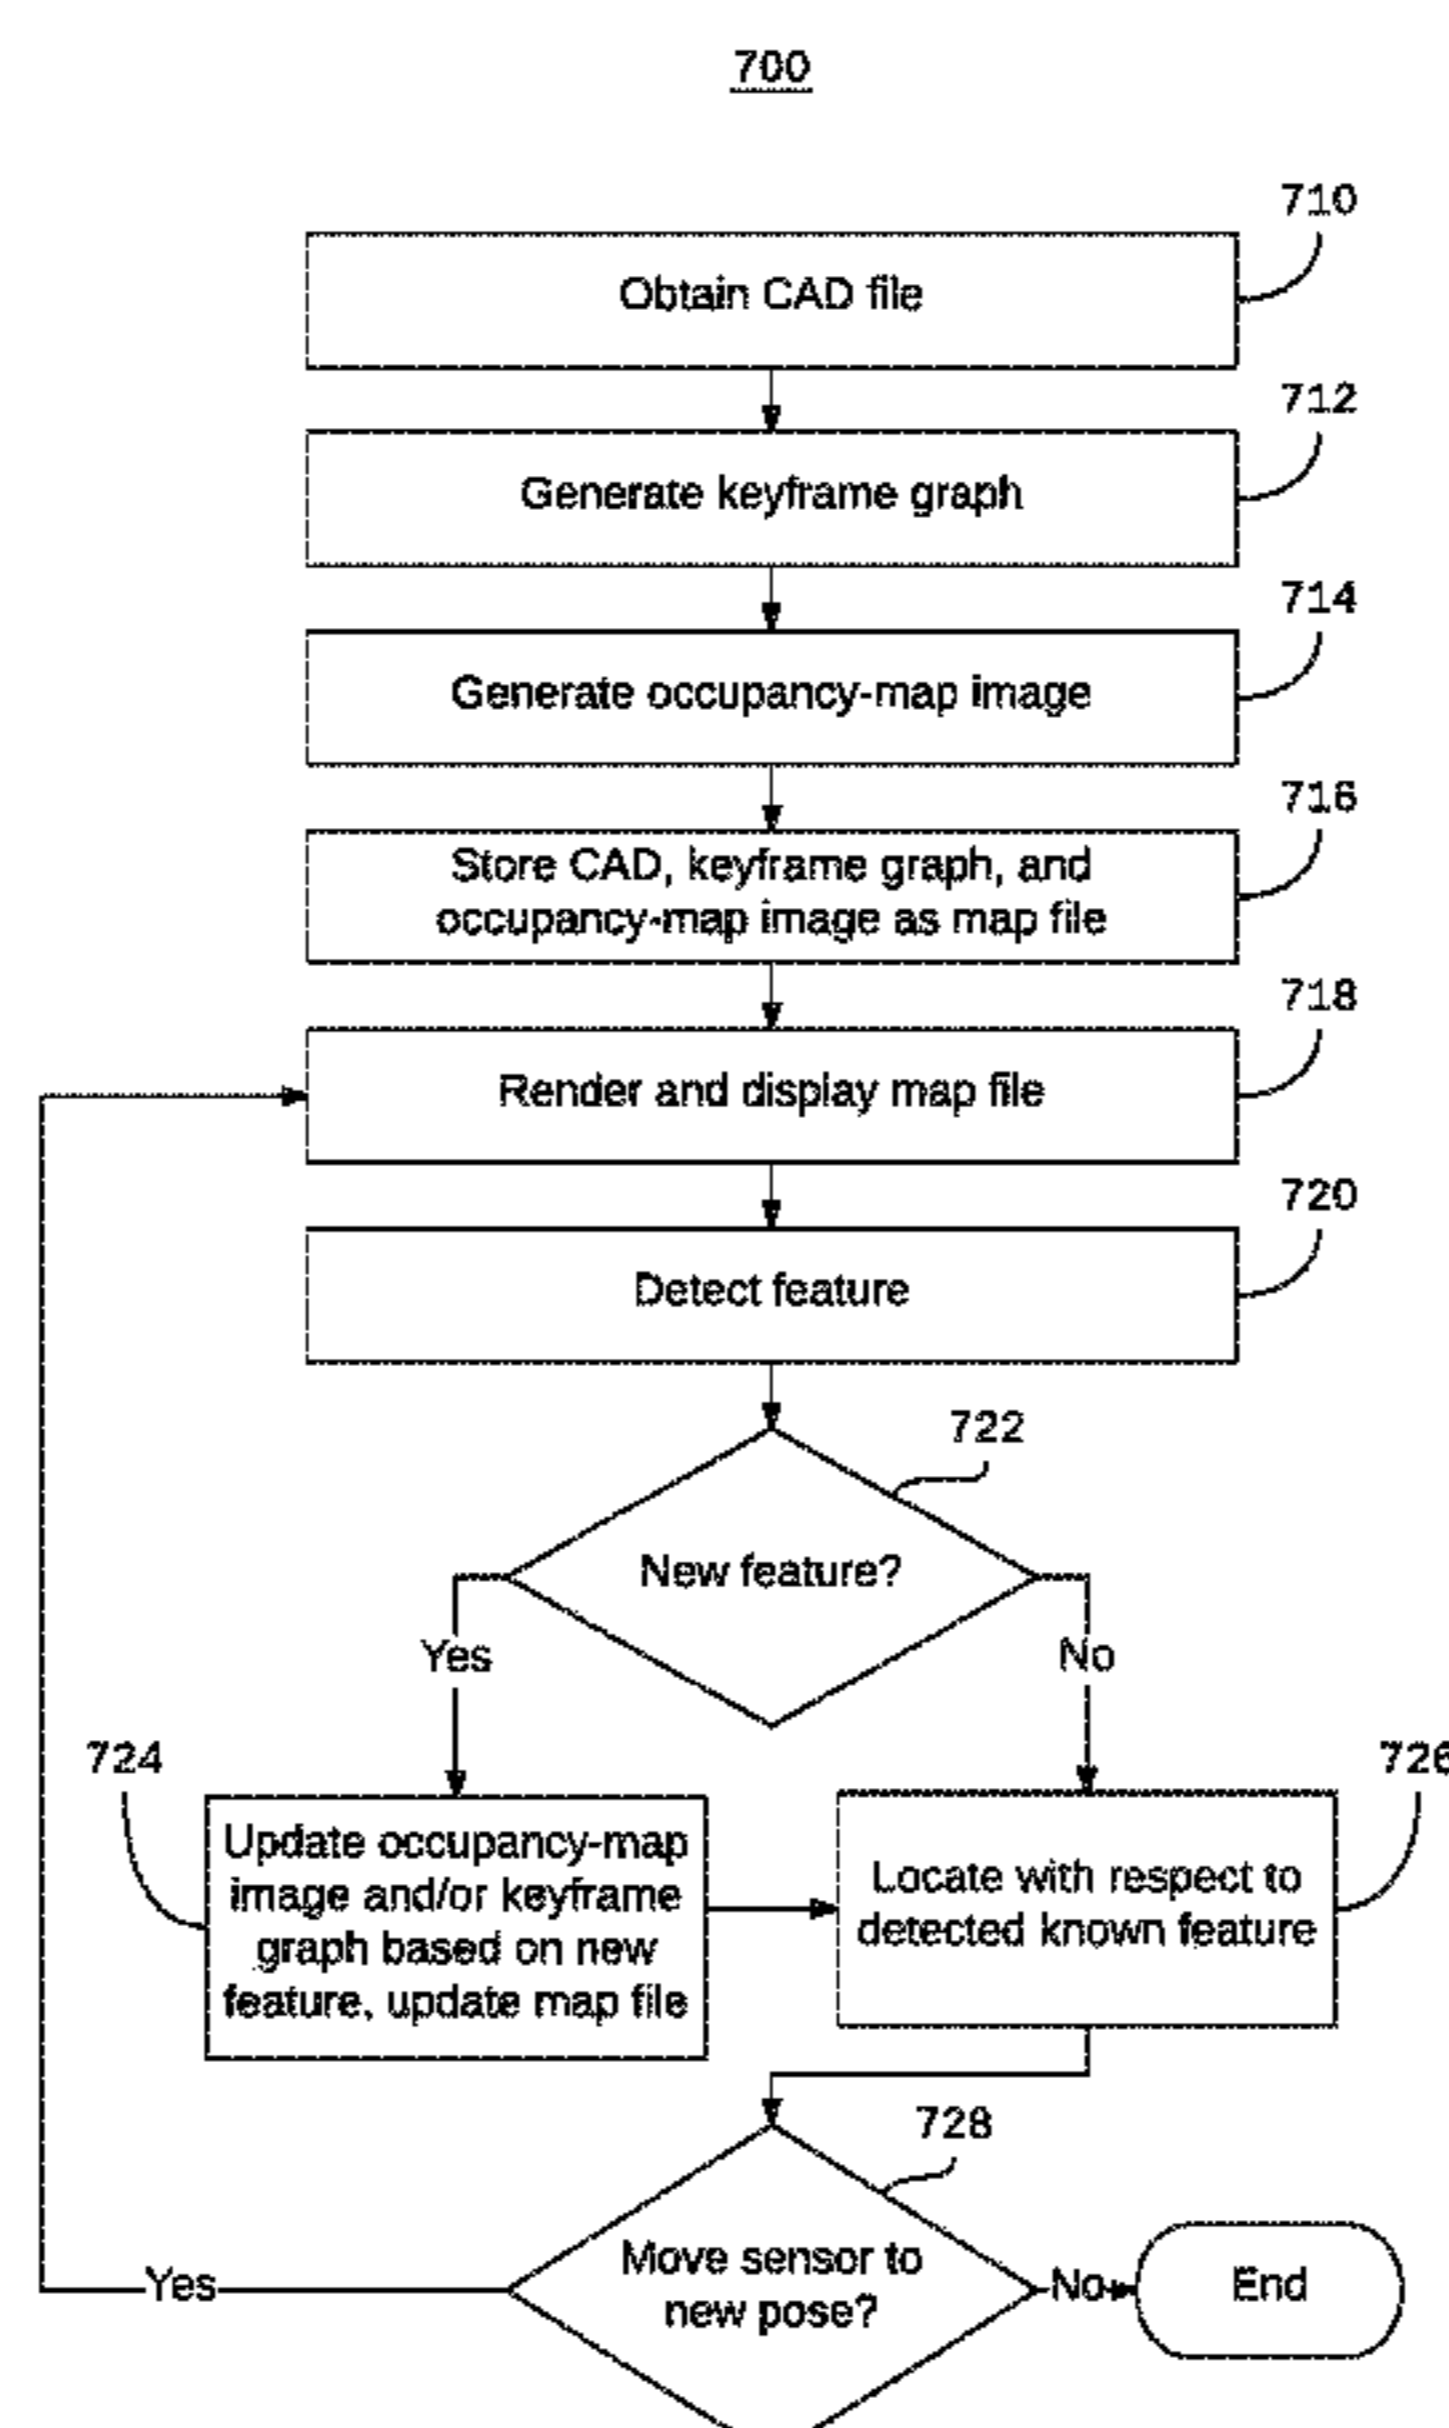 700
710
Obtain CAD file
712
Generate keyframe graph
714
Generate occupancy-map image
716
Store CAD, keyframe graph, and
occupancy-map image as map file
718
Render and display map file
720
Detect feature
722
New feature?
Yes
No
724
726
Update occupancy-map
image and/or keyframe
graph based on new
feature, update map file
Locate with respect to
detected known feature
728
Move sensor to
new pose?
Yes
No
End